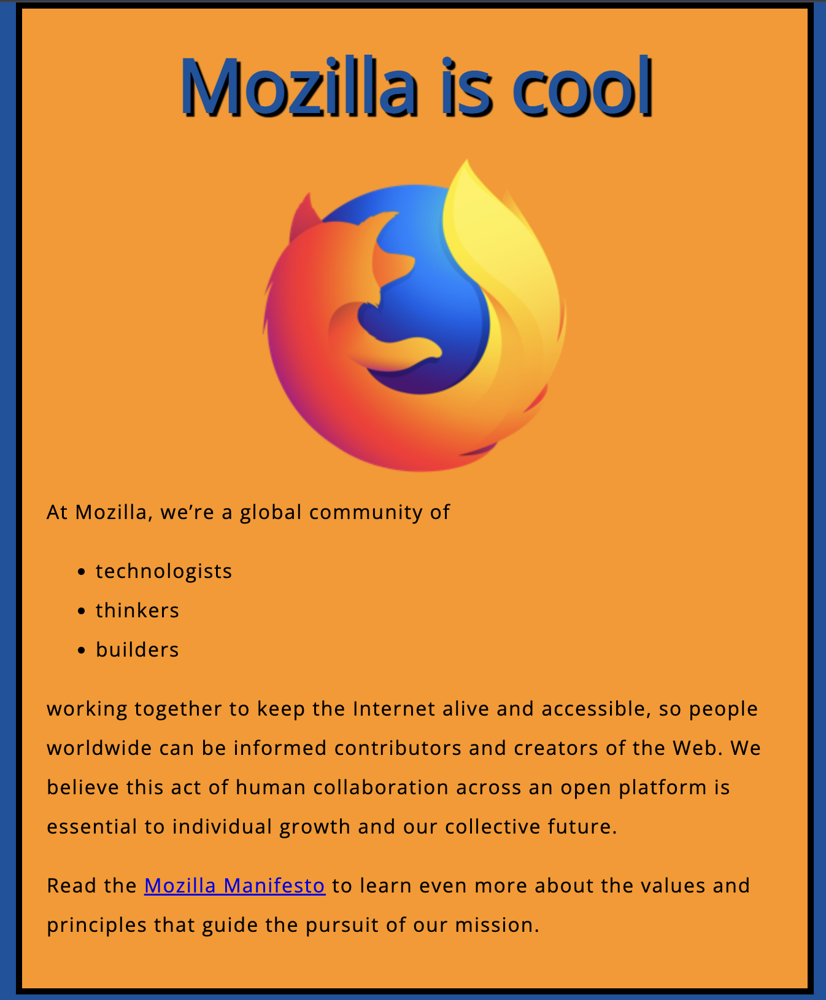 Mozilla is cool
At Mozilla, we’re a global community of
• technologists
• thinkers
• builders
working together to keep the Internet alive and accessible, so people
worldwide can be informed contributors and creators of the Web. We
believe this act of human collaboration across an open platform is
essential to individual growth and our collective future.
Read the Mozilla Manifesto to learn even more about the values and
principles that guide the pursuit of our mission.